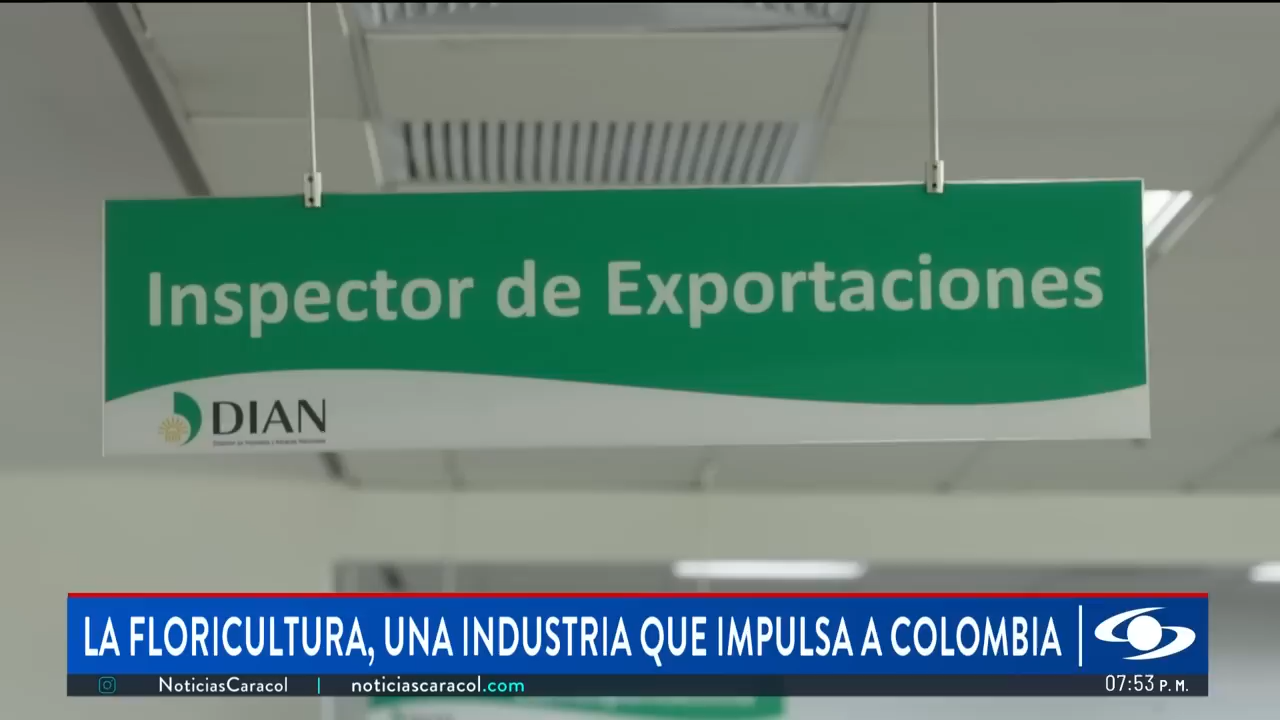 Inspector de Exportaciones
DIAN
LA FLORICULTURA, UNA INDUSTRIA QUE IMPULSA A COLOMBIA
NoticiasCaracol | noticiascaracol.com
07:53 P. M.